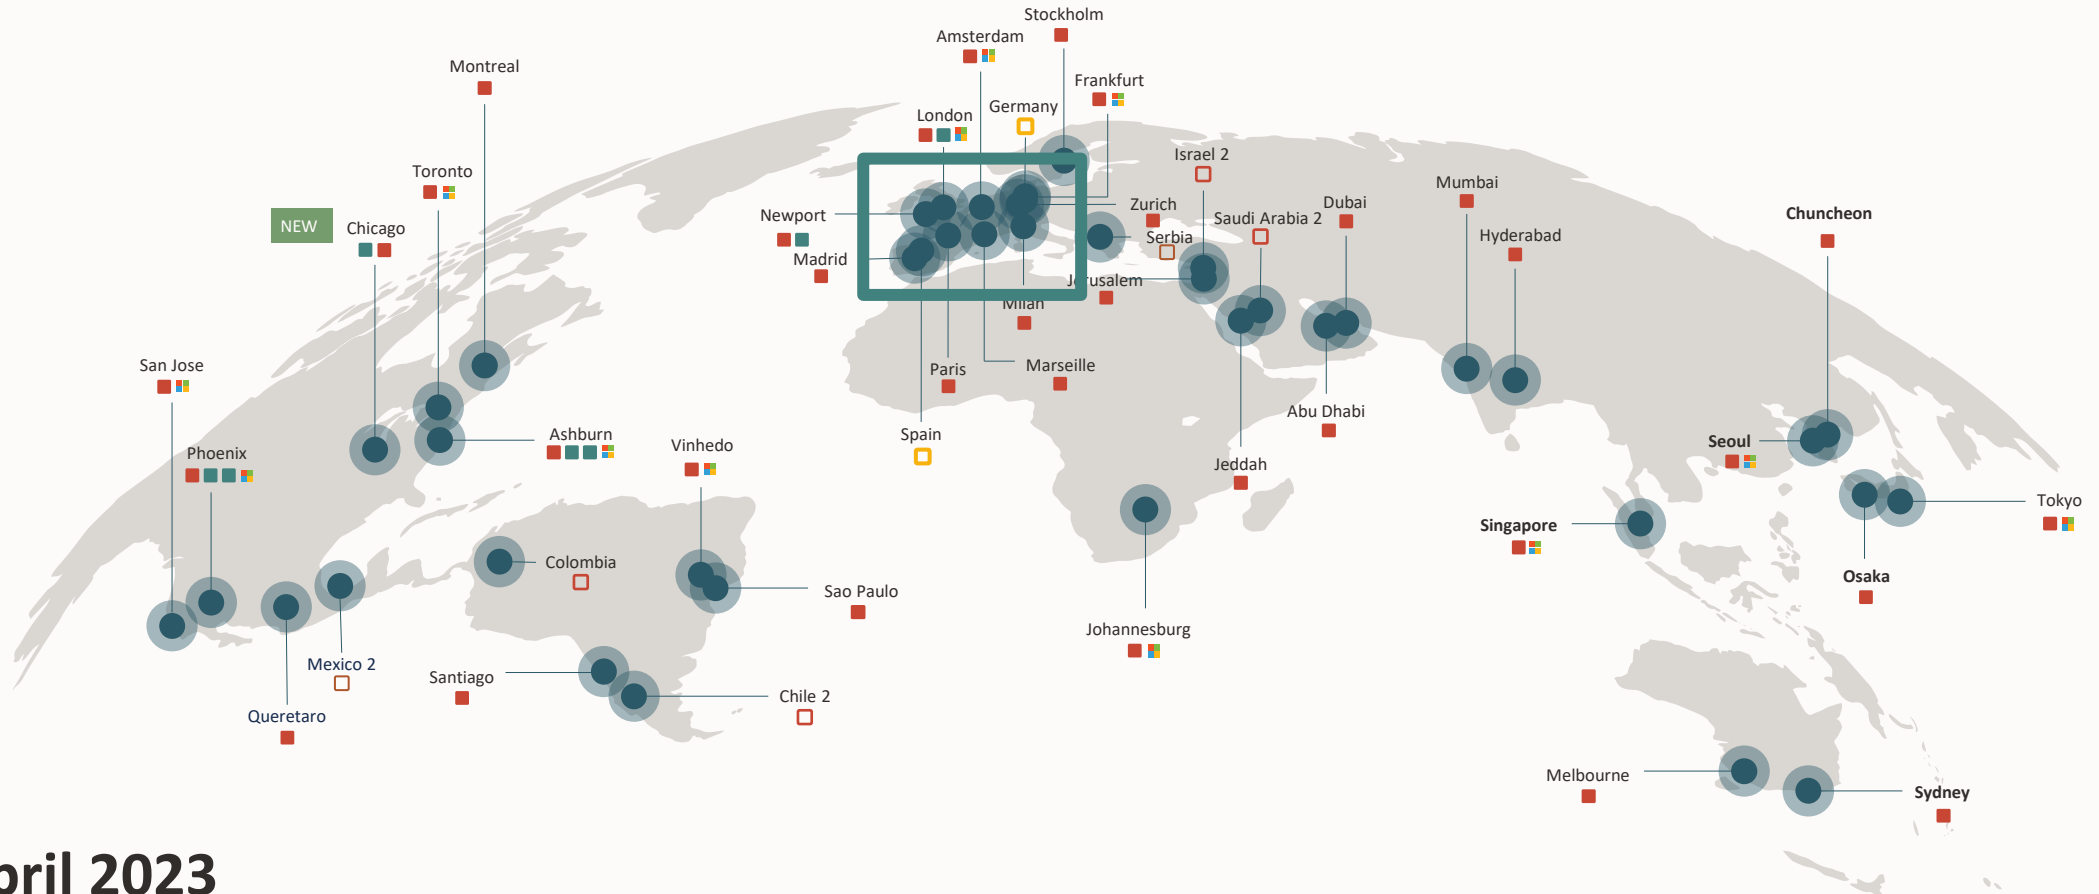 Stockholm
Amsterdam
Montreal
Frankfurt
Germany
London
Israel 2
Toronto
Mumbai
NEW
Chicago
Newport
Zurich
Dubai
Saudi Arabia 2
Chuncheon
Serbia
Hyderabad
Madrid
Jerusalem
Milan
San Jose
Paris
Marseille
Abu Dhabi
Ashburn
Vinhedo
Spain
Seoul
Phoenix
Jeddah
Tokyo
Singapore
Colombia
Osaka
Sao Paulo
Johannesburg
Mexico 2
Santiago
Chile 2
Queretaro
Melbourne
Sydney
pril 2023